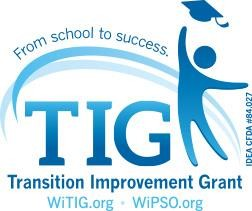 From school to success.
TIG
IDEA CFDA #84.027
Transition Improvement Grant
WiTIG.org • WiPSO.org